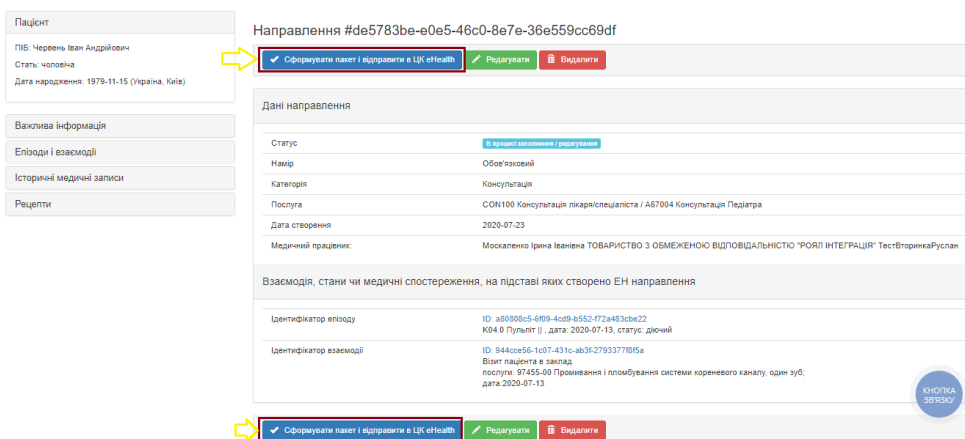 Пацієнт
ПІБ: Червень Іван Андрійович
Стать: чоловіча
Дата народження: 1979-11-15 (Україна, Київ)
Важлива інформація
Епізоди і взаємодії
Історичні медичні записи
Рецепти
Направлення #de5783be-e0e5-46c0-8e7e-36e559cc69df
Сформувати пакет і відправити в ЦК eHealth Редагувати Видалити
Дані направлення
Статус В процесі заповнення / редагування
Намір Обов'язковий
Категорія Консультація
Послуга CON100 Консультація лікаря/спеціаліста / A67004 Консультація Педіатра
Дата створення 2020-07-23
Медичний працівник: Москаленко Ірина Іванівна ТОВАРИСТВО З ОБМЕЖЕНОЮ ВІДПОВІДАЛЬНІСТЮ "РОЯЛ ІНТЕГРАЦІЯ" ТестВторинкаРуслан
Взаємодія, стани чи медичні спостереження, на підставі яких створено ЕН направлення
Ідентифікатор епізоду ID: a80808c5-6f09-4cd9-b552-f72a483cbe22
K04.0 Пульпіт || , дата: 2020-07-13, статус: діючий
Ідентифікатор взаємодії ID: 944cce56-1c07-431c-ab3f-2793377f8f5a
Візит пацієнта в заклад
послуги: 97455-00 Промивання і пломбування системи кореневого каналу, один зуб;
дата:2020-07-13
КНОПКА
ЗВ'ЯЗКУ
Сформувати пакет і відправити в ЦК eHealth Редагувати Видалити